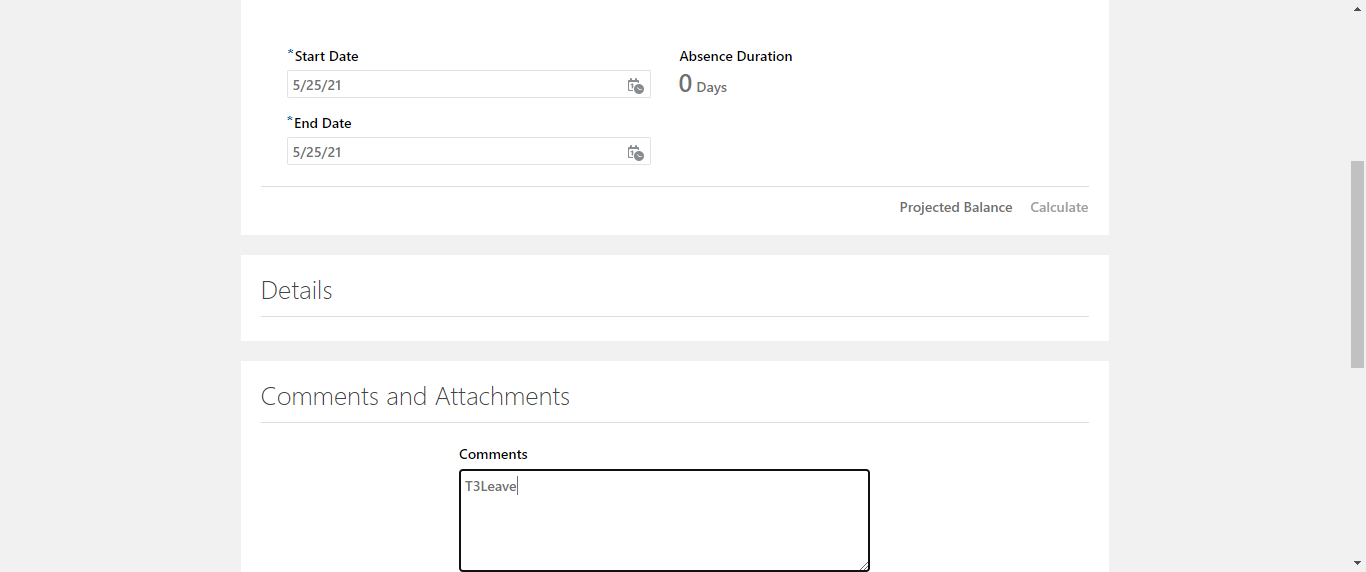 *Start Date
5/25/21
Absence Duration
0 Days
*End Date
5/25/21
Projected Balance Calculate
Details
Comments and Attachments
Comments
T3Leave